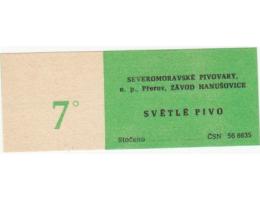 7°
SEVEROMORAVSKÉ PIVOVARY,
n. p., Přerov, ZÁVOD HANUŠOVICE
SVĚTLÉ PIVO
Stočeno ČSN 56 6635